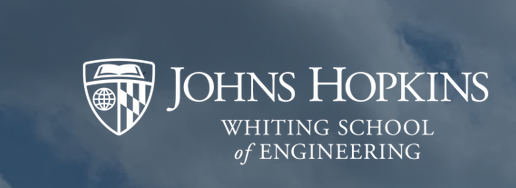 JOHNS HOPKINS
WHITING SCHOOL
of ENGINEERING